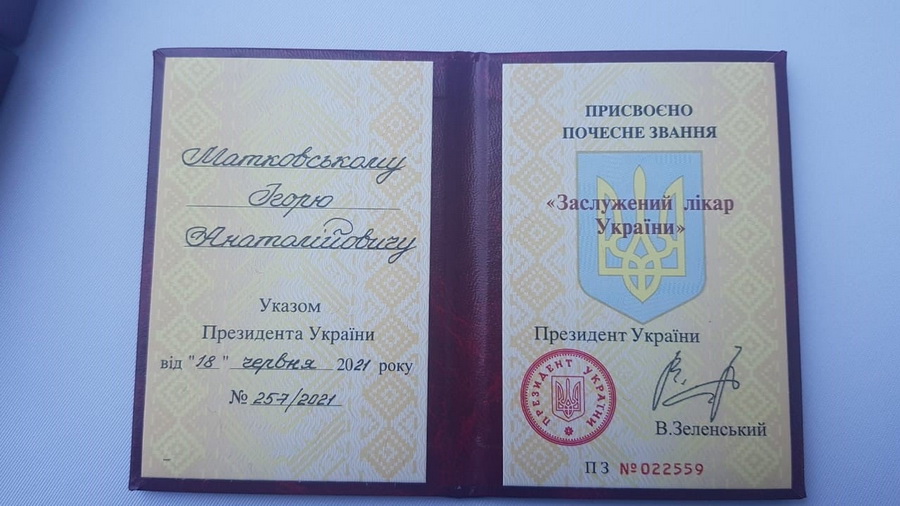 Матковському
Ігорю
Анатолійовичу
Указом
Президента України
від "18" червня 2021 року
№ 257/2021
ПРИСВОЄНО
ПОЧЕСНЕ ЗВАННЯ
«Заслужений лікар
України»
Президент України
ПРЕЗИДЕНТ УКРАЇНИ
В.Зеленський
ПЗ №022559